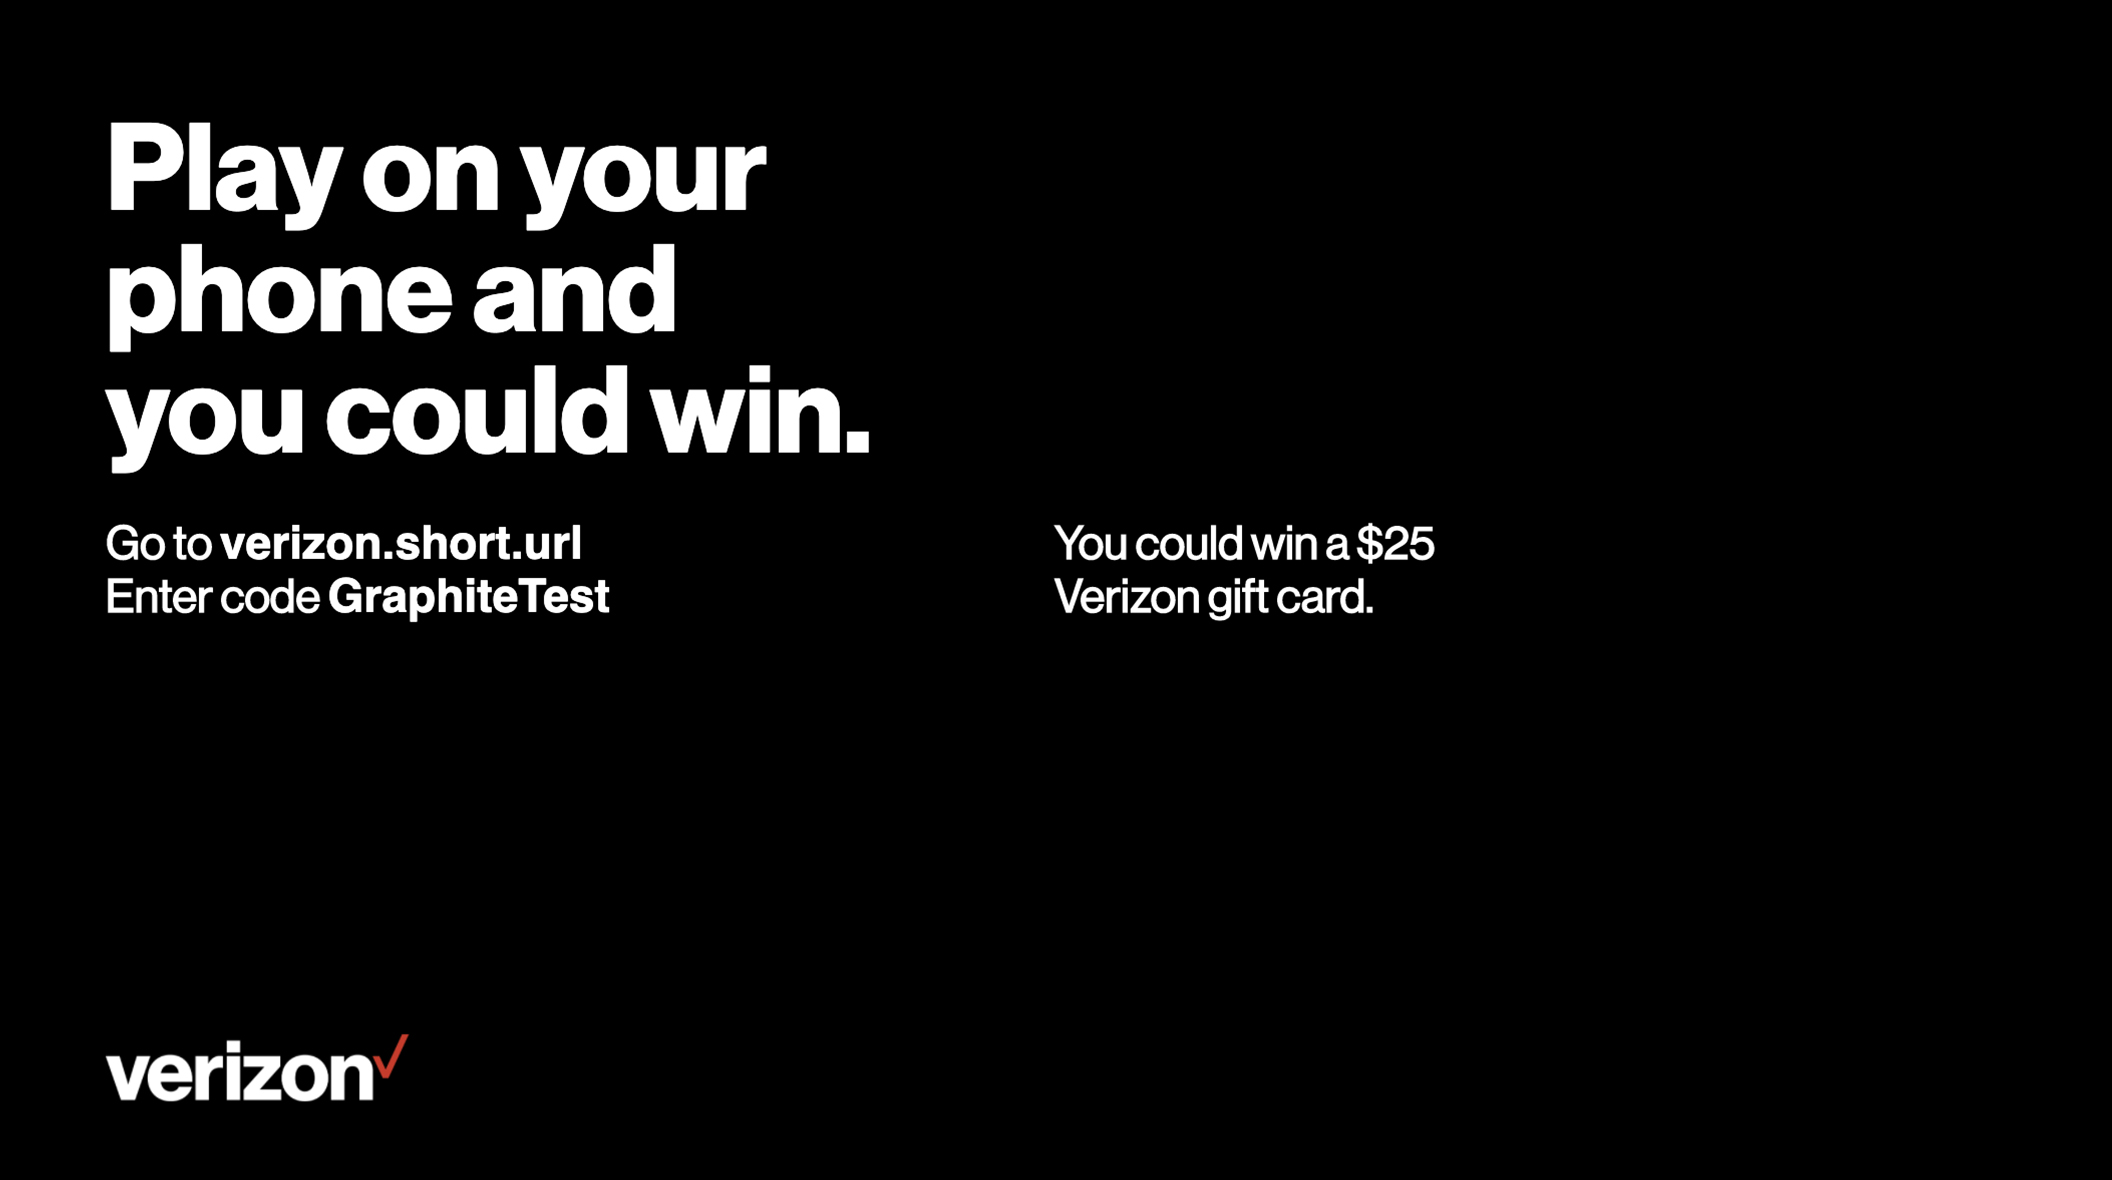 Play on your
phone and
you could win.
Go to verizon.short.url
Enter code GraphiteTest
You could win a $25
Verizon gift card.
verizon